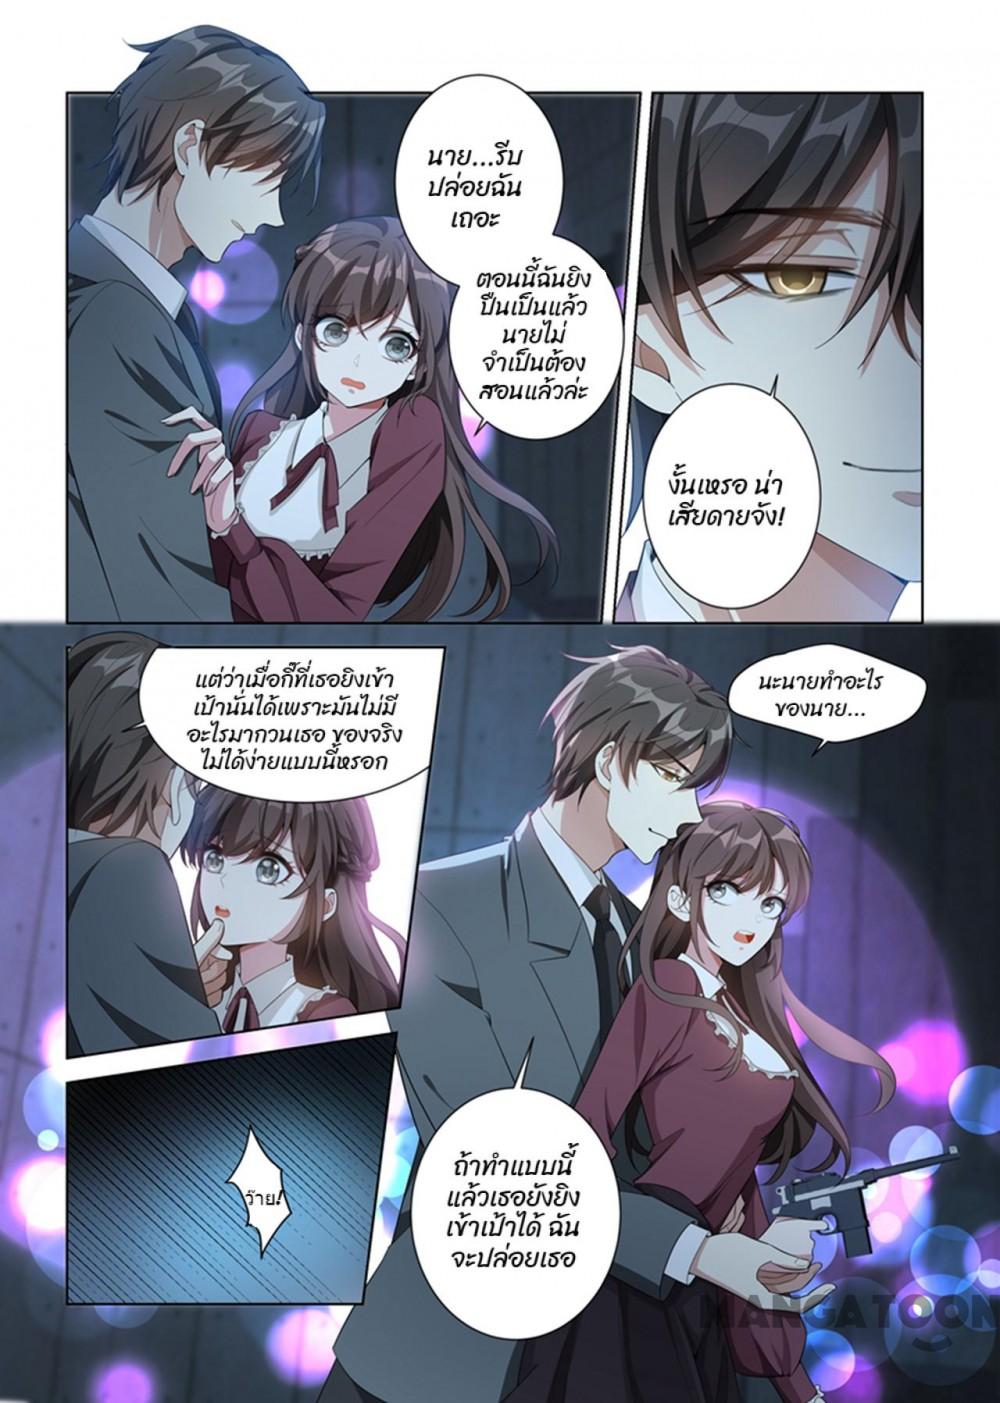 นาย...รีบ
ปล่อยฉัน
เถอะ
ตอนนี้ฉันยิง
ปืนเป็นแล้ว
นายไม่
จำเป็นต้อง
สอนแล้วล่ะ
งั้นเหรอ น่า
เสียดายจัง!
แต่ว่าเมื่อกี๊ที่เธอยิงเข้า
เป้านั่นได้เพราะมันไม่มี
อะไรมากวนเธอ ของจริง
ไม่ได้ง่ายแบบนี้หรอก
นะนายทำอะไร
ของนาย...
ว๊าย!
ถ้าทำแบบนี้
แล้วเธอยังยิง
เข้าเป้าได้ ฉัน
จะปล่อยเธอ
MANGATOON